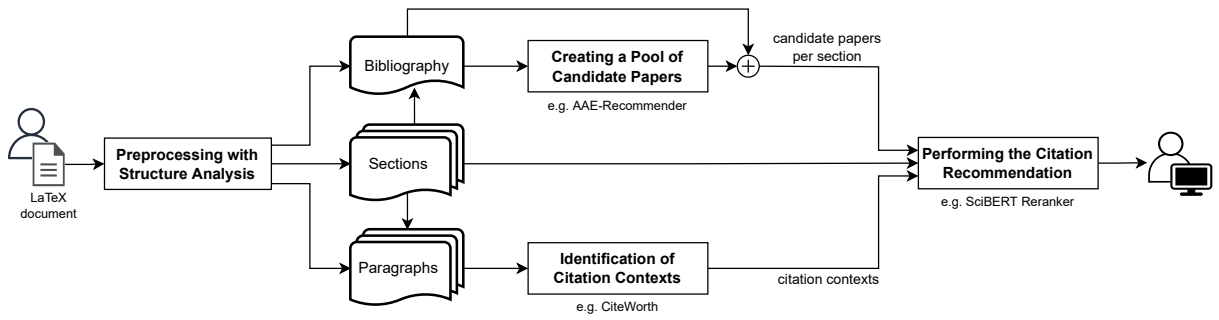 LaTeX
document
Preprocessing with
Structure Analysis
Bibliography
Sections
Paragraphs
Creating a Pool of
Candidate Papers
e.g. AAE-Recommender
candidate papers
per section
Identification of
Citation Contexts
e.g. CiteWorth
citation contexts
Performing the Citation
Recommendation
e.g. SciBERT Reranker